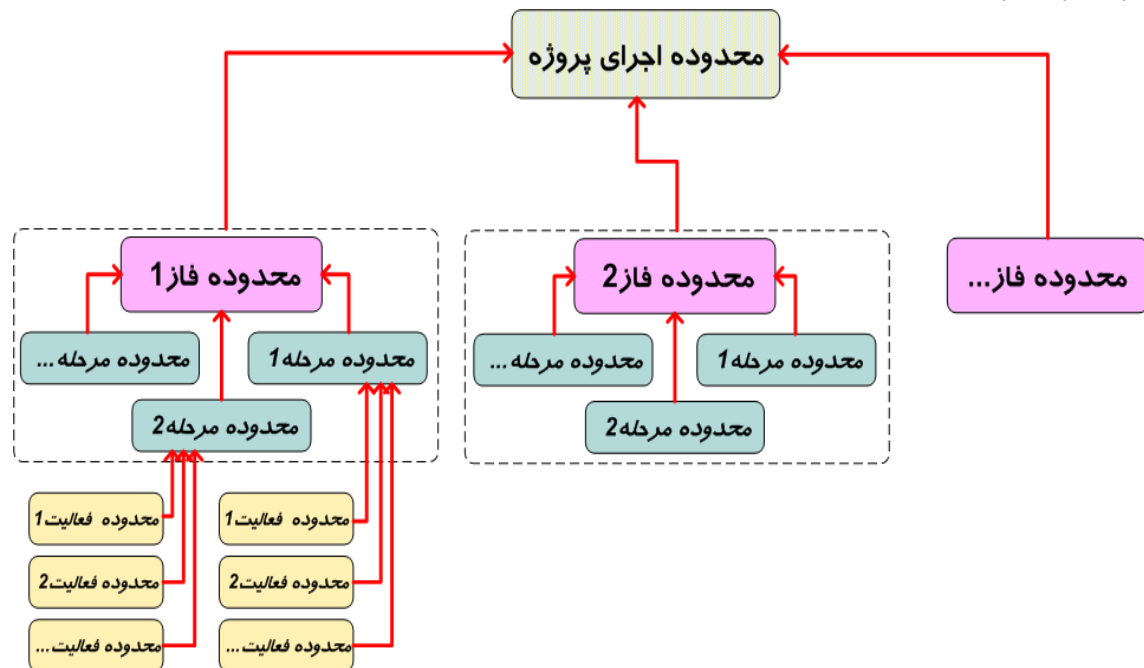 محدوده اجرای پروژه
محدوده فاز1
محدوده فاز2
محدوده فاز...
محدوده مرحله ...
محدوده مرحله1
محدوده مرحله2
محدوده مرحله ...
محدوده مرحله1
محدوده مرحله2
محدوده فعالیت1
محدوده فعالیت1
محدوده فعالیت2
محدوده فعالیت2
محدوده فعالیت...
محدوده فعالیت...